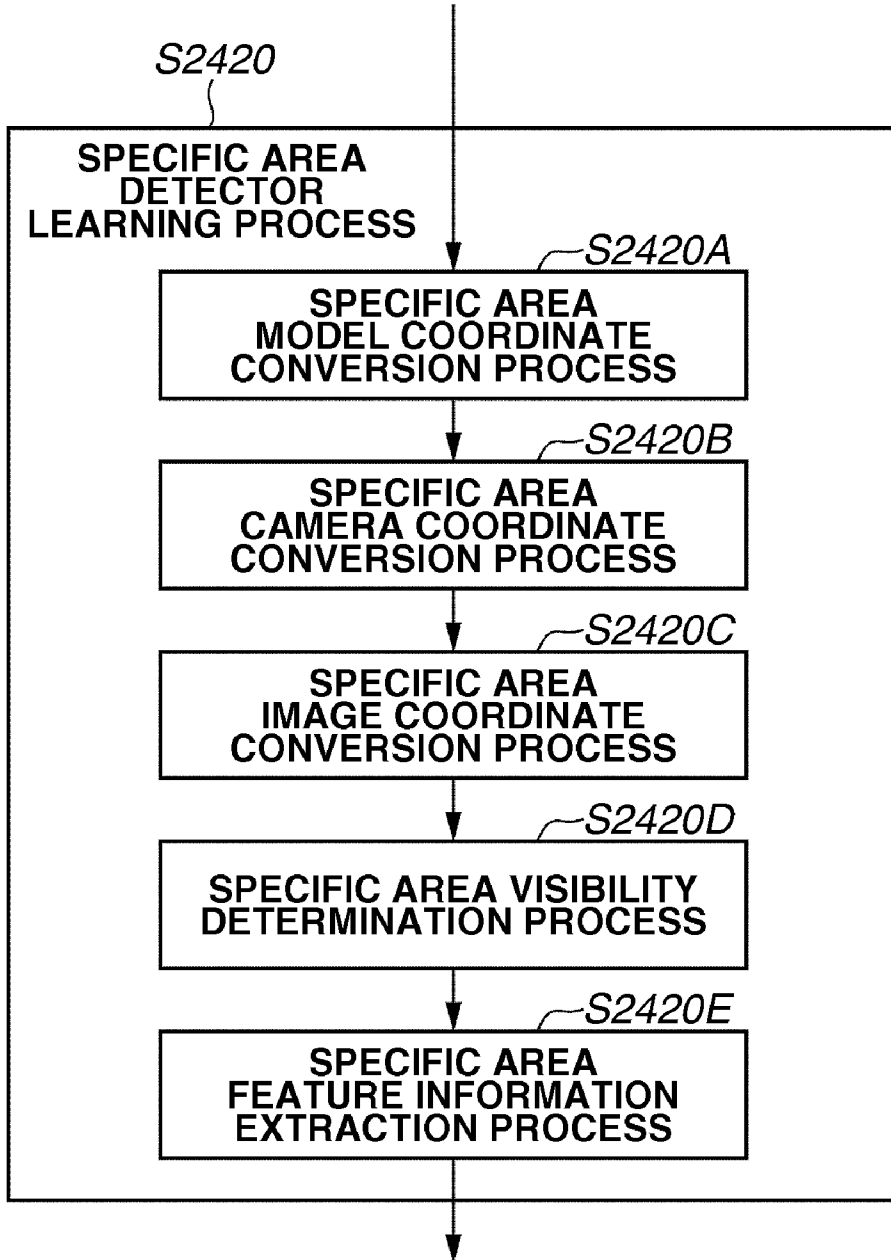 S2420
SPECIFIC AREA
DETECTOR
LEARNING PROCESS
S2420A
SPECIFIC AREA
MODEL COORDINATE
CONVERSION PROCESS
S2420B
SPECIFIC AREA
CAMERA COORDINATE
CONVERSION PROCESS
S2420C
SPECIFIC AREA
IMAGE COORDINATE
CONVERSION PROCESS
S2420D
SPECIFIC AREA VISIBILITY
DETERMINATION PROCESS
S2420E
SPECIFIC AREA
FEATURE INFORMATION
EXTRACTION PROCESS